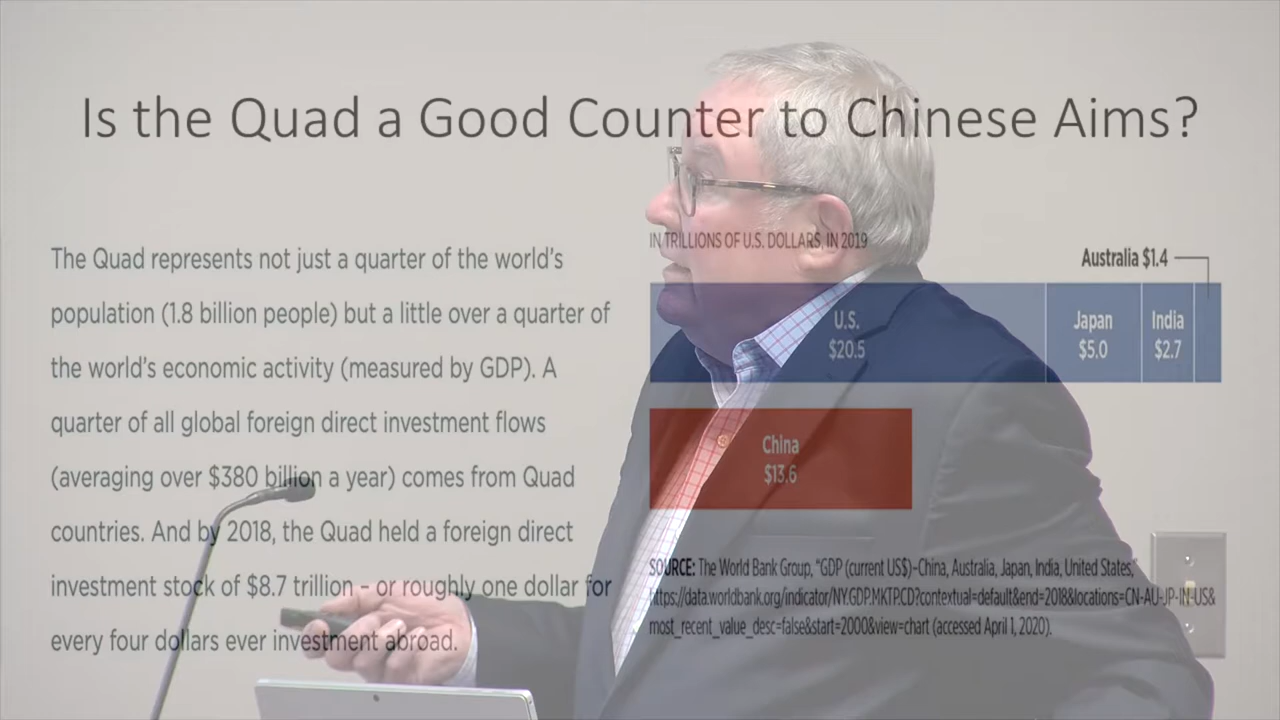 Is the Quad a Good Counter to Chinese Aims?
The Quad represents not just a quarter of the world's
population (1.8 billion people) but a little over a quarter of
the world's economic activity (measured by GDP). A
quarter of all global foreign direct investment flows
(averaging over $380 billion a year) comes from Quad
countries. And by 2018, the Quad held a foreign direct
investment stock of $8.7 trillion – or roughly one dollar for
every four dollars ever investment abroad.
IN TRILLIONS OF U.S. DOLLARS, IN 2019
Australia $1.4
U.S.
$20.5
Japan
$5.0
India
$2.7
China
$13.6
SOURCE: The World Bank Group, "GDP (current US$)–China, Australia, Japan, India, United States,"
https://data.worldbank.org/indicator/NY.GDP.MKTP.CD?contextual=default&end=2018&locations=CN-AU-JP-IN-US&
most_recent_value_desc=false&start=2000&view=chart (accessed April 1, 2020).